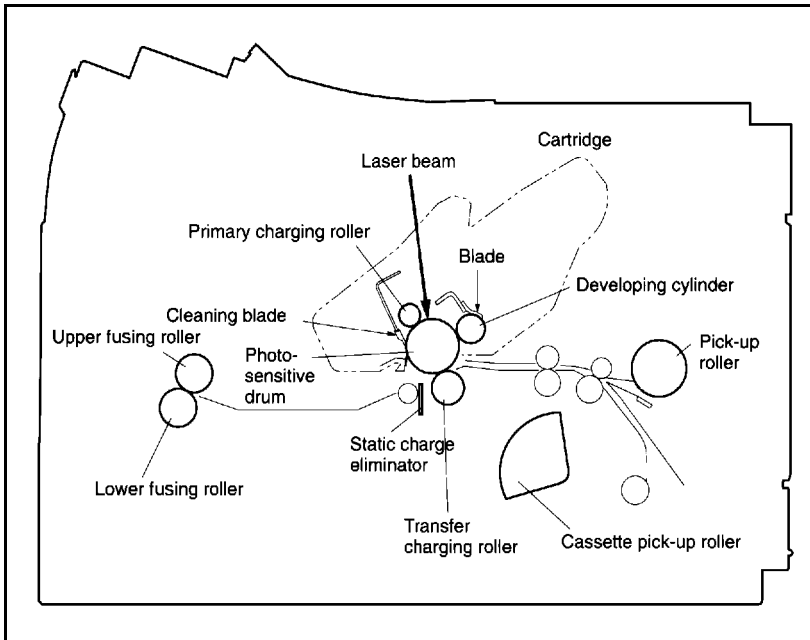 Cartridge
Laser beam
Primary charging roller
Blade
Developing cylinder
Cleaning blade
Upper fusing roller
Photo-
sensitive
drum
Pick-up
roller
Static charge
eliminator
Lower fusing roller
Transfer
charging roller
Cassette pick-up roller